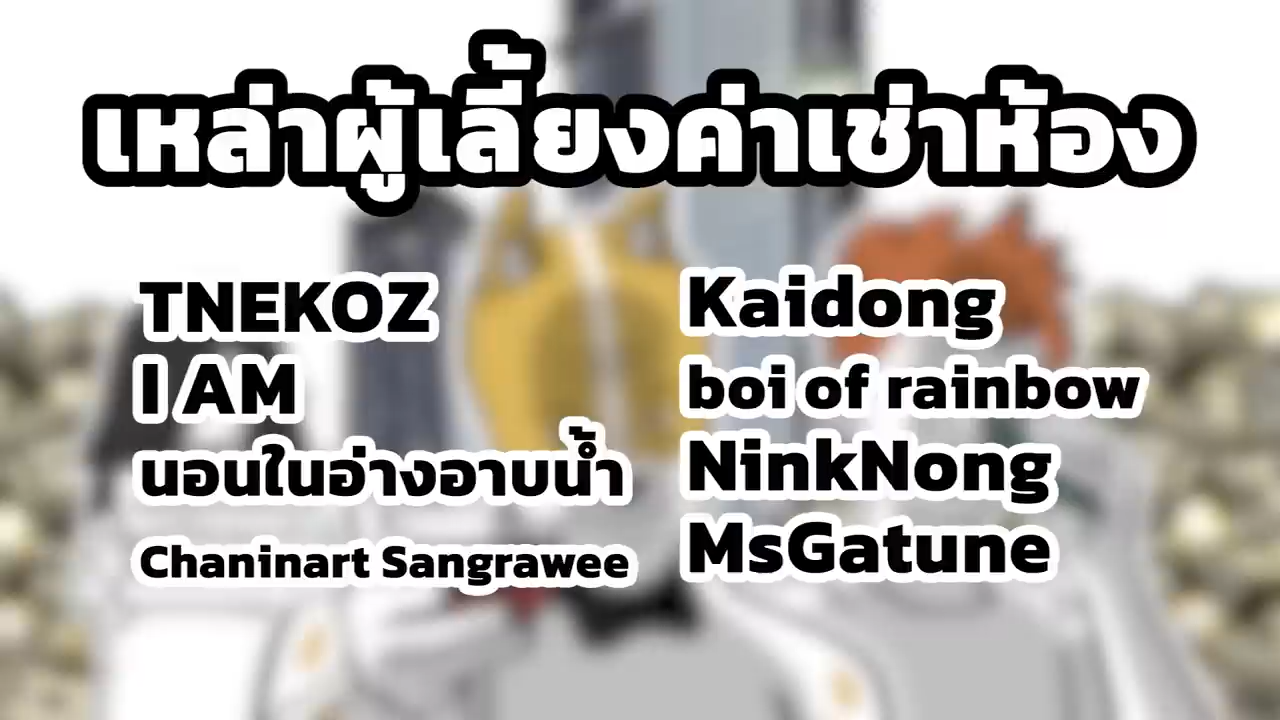 เหล่าผู้เลี้ยงค่าเช่าห้อง
TNEKOZ
I AM
นอนในอ่างอาบน้ำ
Chaninart Sangrawee
Kaidong
boi of rainbow
NinkNong
MsGatune